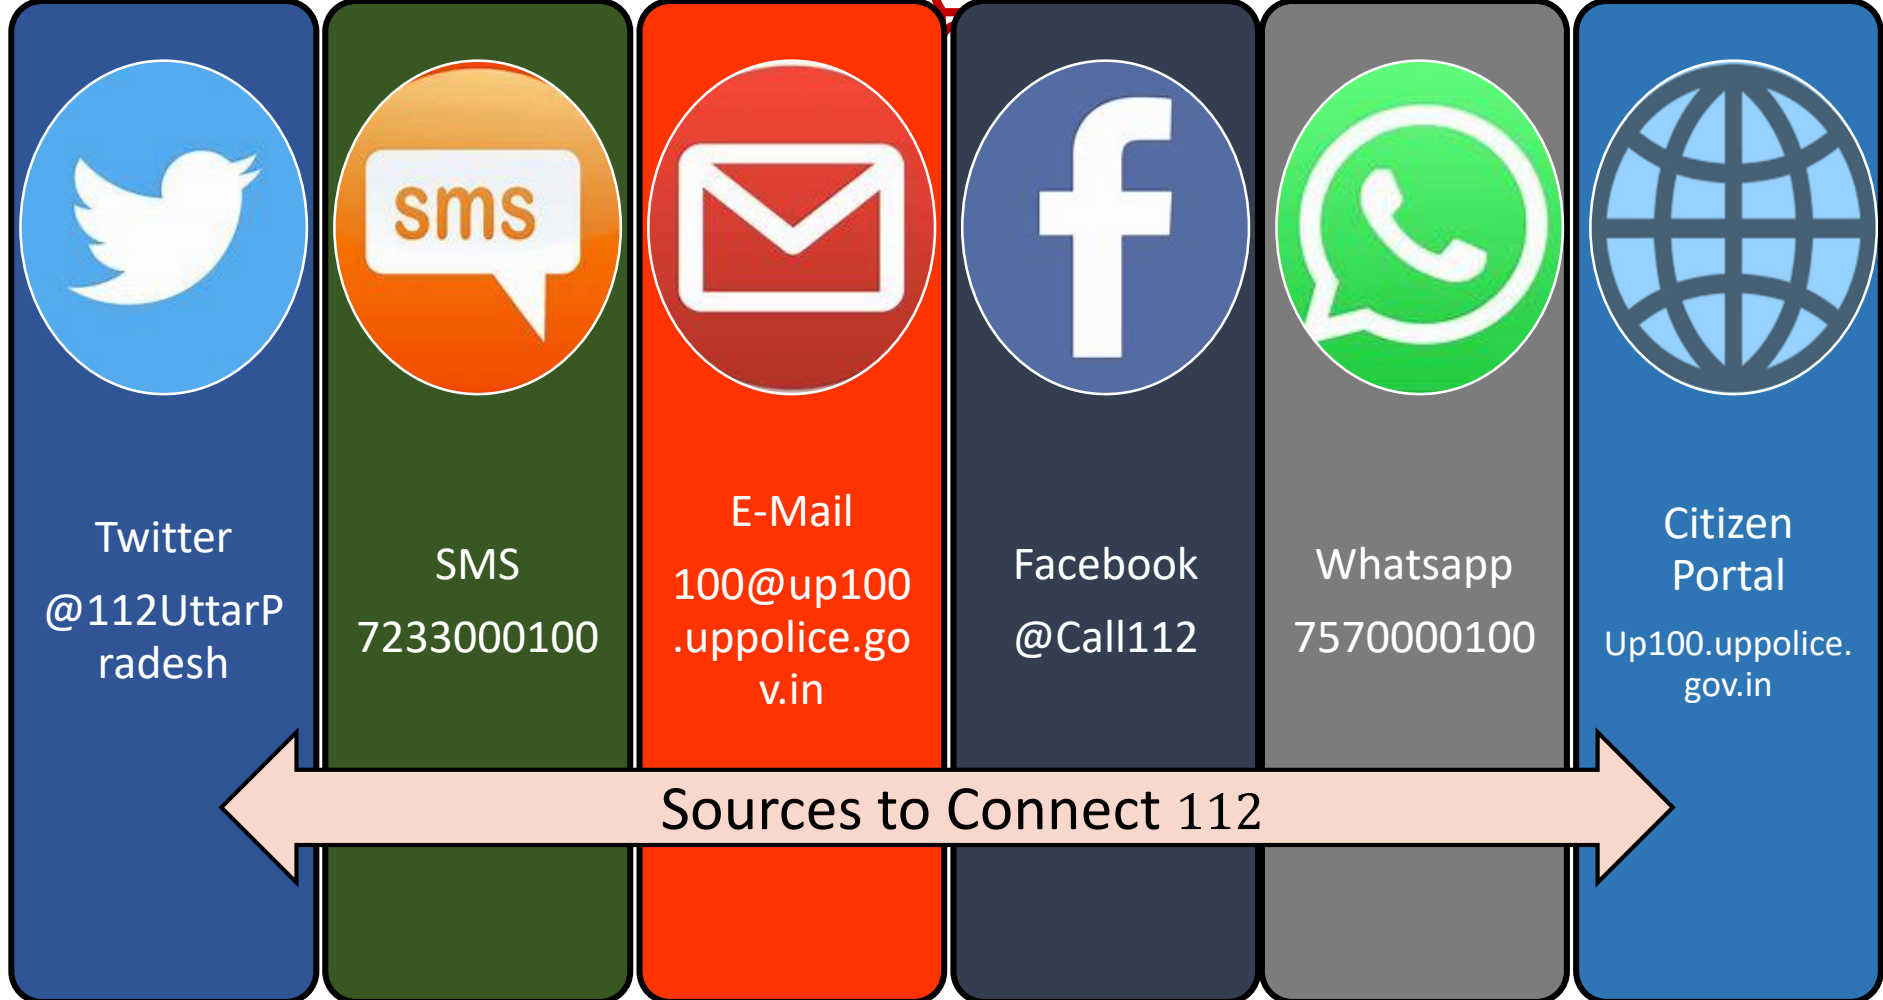 sms
Twitter
@112UttarP
radesh
SMS
7233000100
E-Mail
100@up100
.uppolice.go
v.in
Facebook
@Call112
Whatsapp
7570000100
Citizen
Portal
Up100.uppolice.
gov.in
Sources to Connect 112